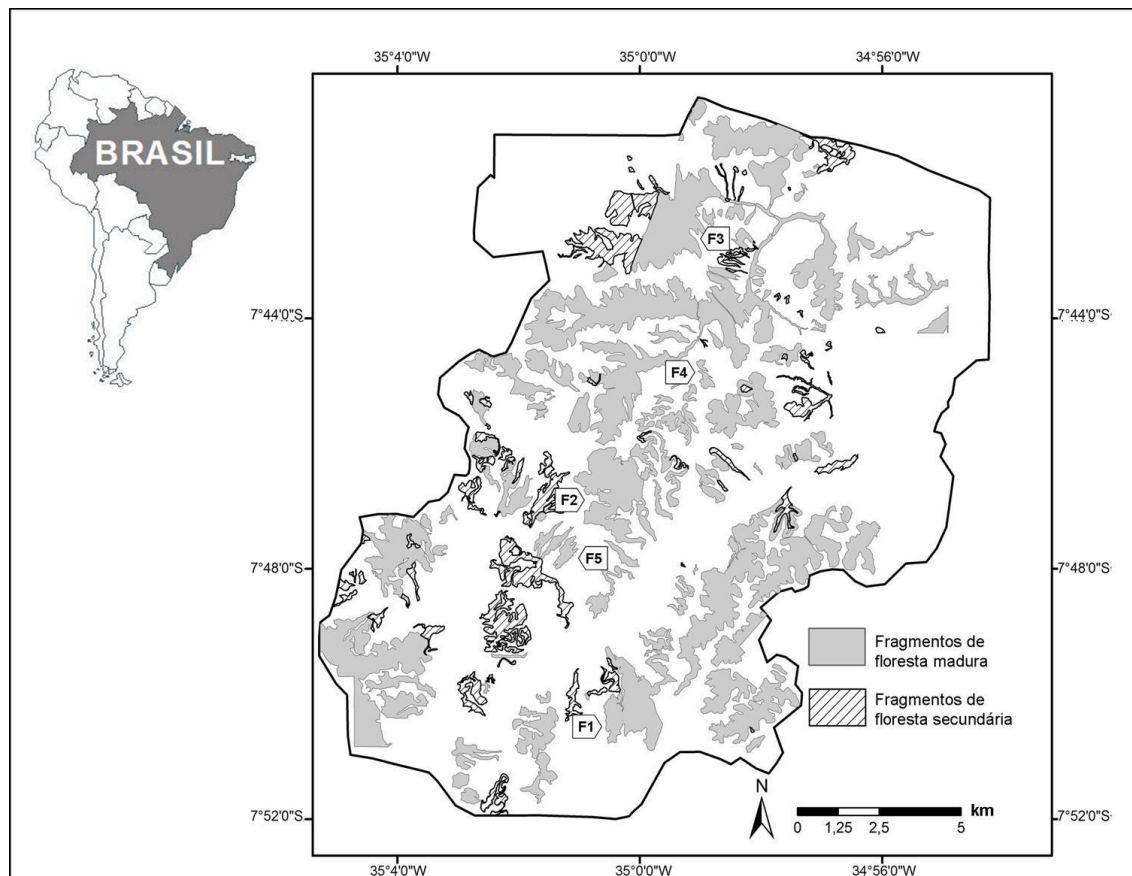 BRASIL
35°4'0"W
35°0'0"W
34°56'0"W
F3
7°44'0"S
7°44'0"S
F4
F2
F5
7°48'0"S
7°48'0"S
Fragmentos de
floresta madura
Fragmentos de
floresta secundária
F1
N
km
0 1,25 2,5 5
7°52'0"S
7°52'0"S
35°4'0"W
35°0'0"W
34°56'0"W